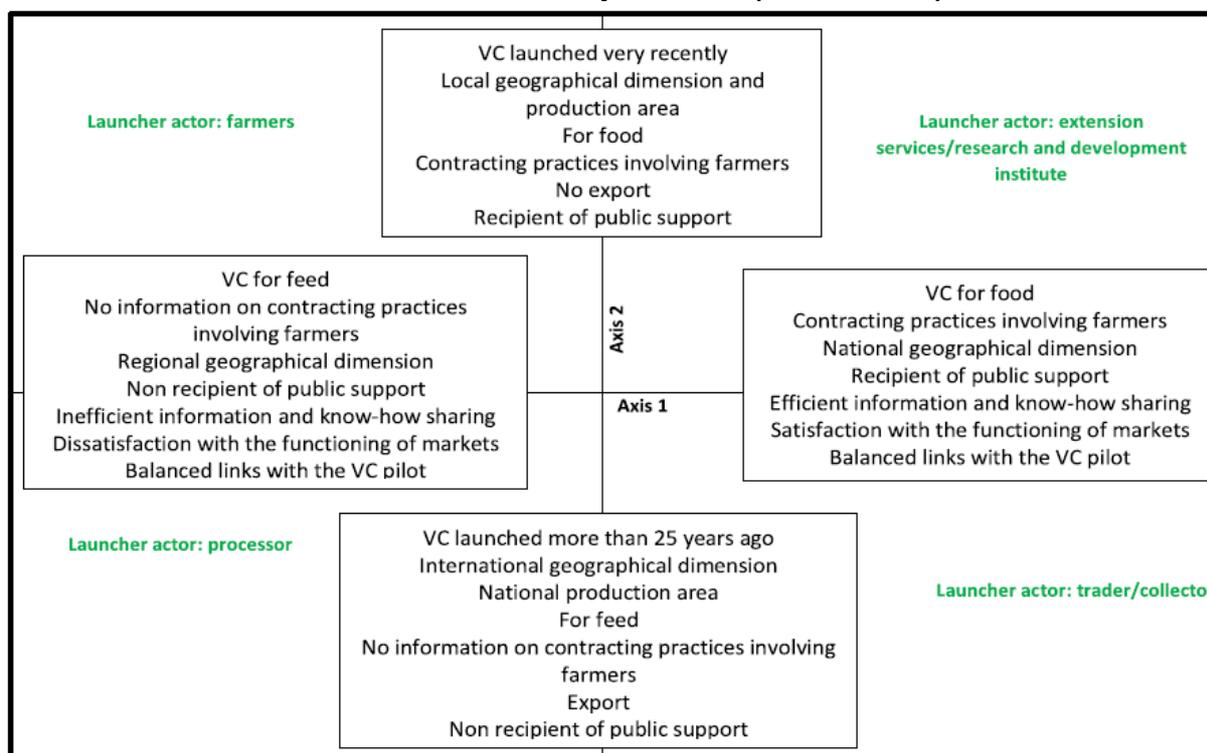 VC launched very recently
Local geographical dimension and
production area
For food
Contracting practices involving farmers
No export
Recipient of public support
Launcher actor: farmers
Launcher actor: extension
services/research and development
institute
VC for feed
No information on contracting practices
involving farmers
Regional geographical dimension
Non recipient of public support
Inefficient information and know-how sharing
Dissatisfaction with the functioning of markets
Balanced links with the VC pilot
Axis 2
Axis 1
VC for food
Contracting practices involving farmers
National geographical dimension
Recipient of public support
Efficient information and know-how sharing
Satisfaction with the functioning of markets
Balanced links with the VC pilot
Launcher actor: processor
VC launched more than 25 years ago
International geographical dimension
National production area
For feed
No information on contracting practices involving
farmers
Export
Non recipient of public support
Launcher actor: trader/collecto